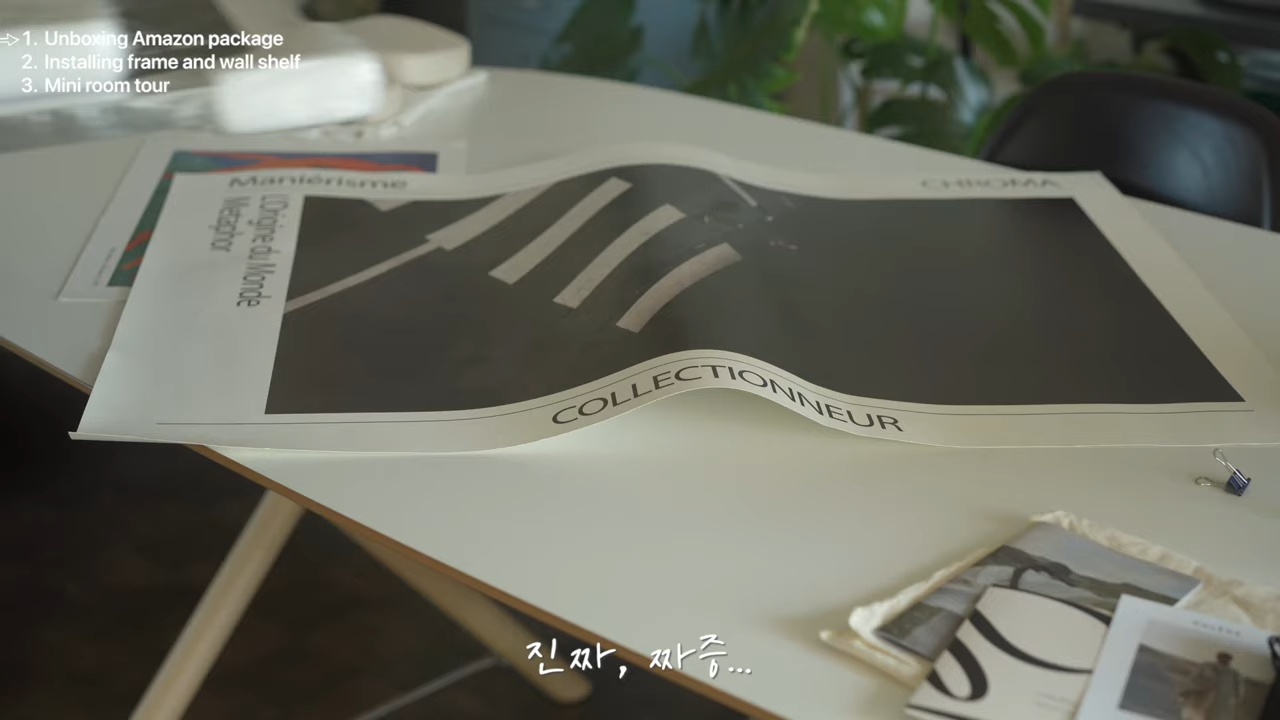 ⇨1. Unboxing Amazon package
2. Installing frame and wall shelf
3. Mini room tour
Maniérisme
CHROMA
L'Origine du Monde
Metaphor
COLLECTIONNEUR
진짜, 짜증...